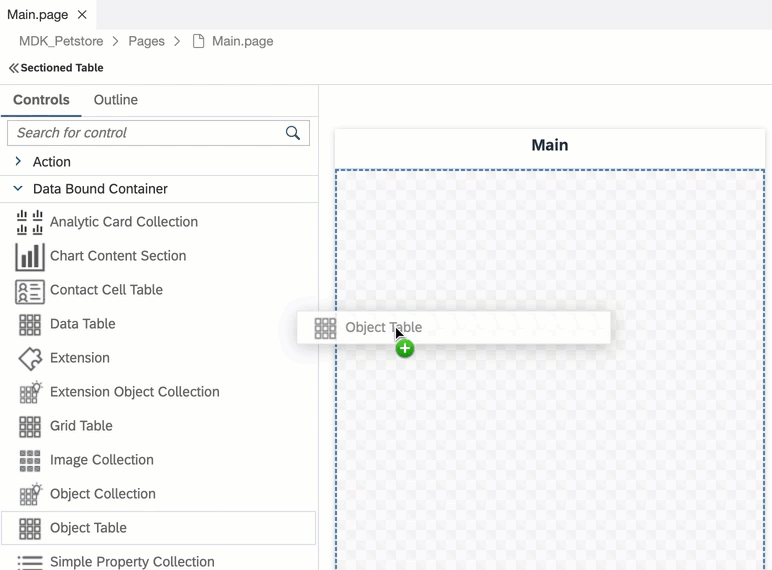 Main.page
MDK_Petstore > Pages > Main.page
Sectioned Table
Controls Outline
Search for control
Action
Data Bound Container
Analytic Card Collection
Chart Content Section
Contact Cell Table
Data Table
Extension
Extension Object Collection
Grid Table
Image Collection
Object Collection
Object Table
Simple Property Collection
Main
Object Table